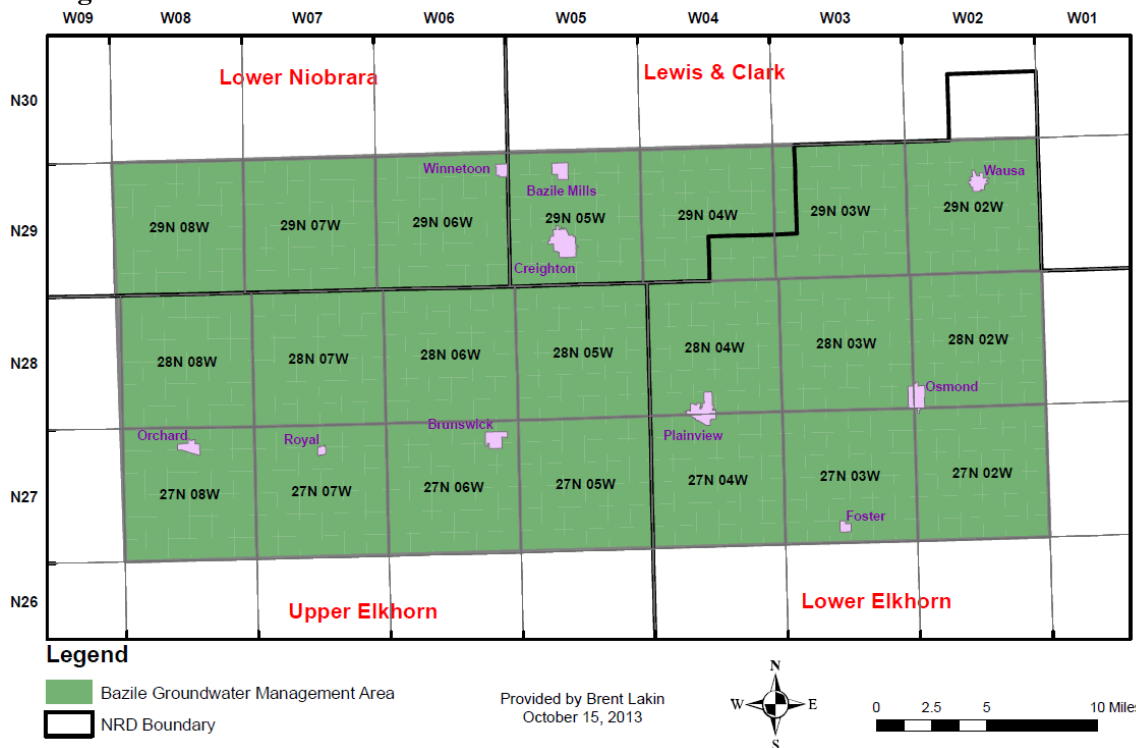 W09 W08 W07 W06 W05 W04 W03 W02 W01
Lower Niobrara Lewis & Clark
N30
Winnetoon Bazile Mills Wausa
29N 08W 29N 07W 29N 06W 29N 05W 29N 04W 29N 03W 29N 02W
N29
Creighton
28N 08W 28N 07W 28N 06W 28N 05W 28N 04W 28N 03W 28N 02W
N28
Osmond
Orchard Royal Brunswick Plainview
27N 08W 27N 07W 27N 06W 27N 05W 27N 04W 27N 03W 27N 02W
N27
Foster
N26
Upper Elkhorn Lower Elkhorn
Legend
Bazile Groundwater Management Area
NRD Boundary
Provided by Brent Lakin
October 15, 2013
N
W E
S
0 2.5 5 10 Miles